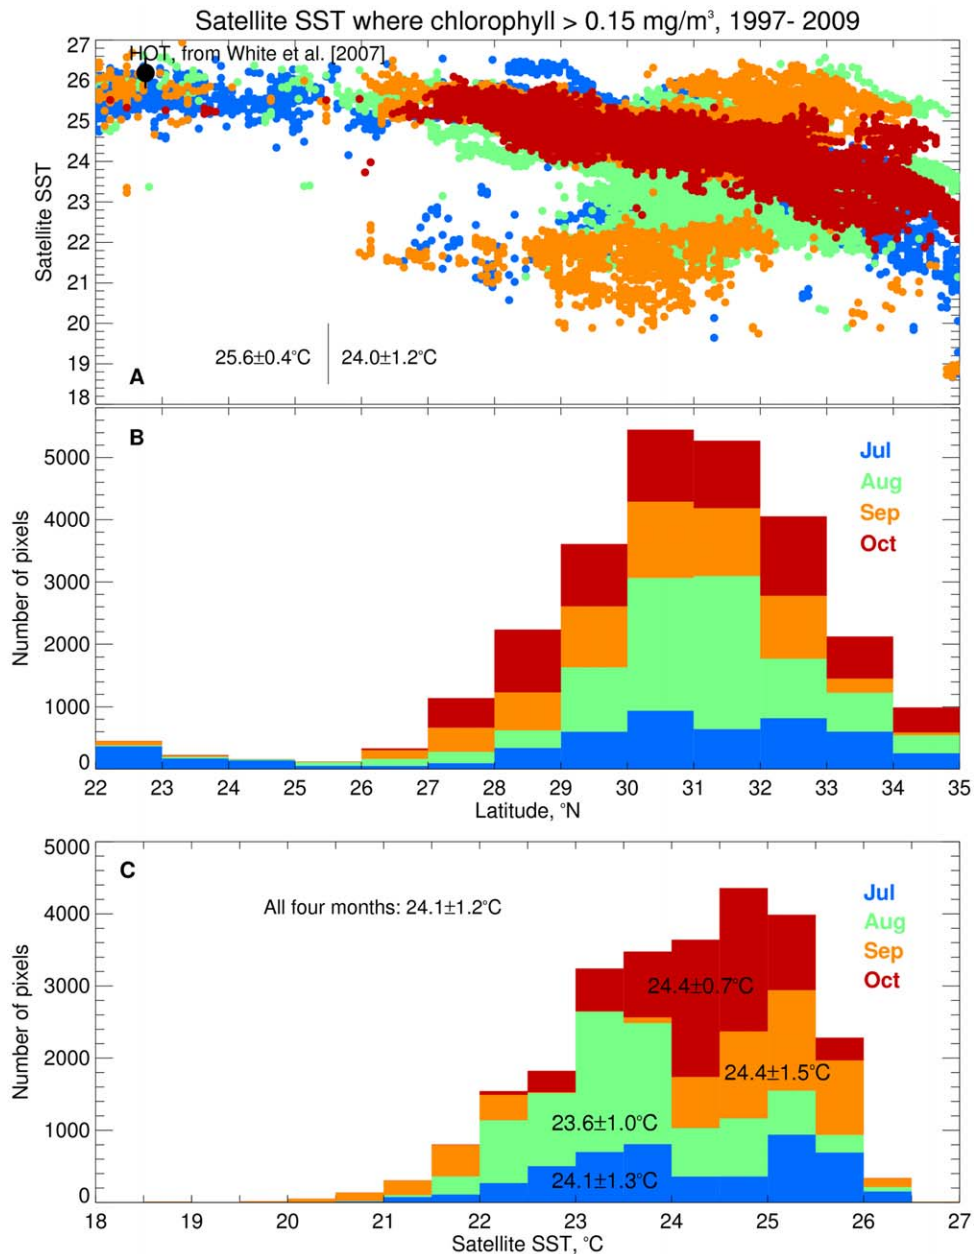 Satellite SST where chlorophyll > 0.15 mg/m³, 1997- 2009
27
HOT, from White et al. [2007]
26
25
24
23
22
21
20
19
18
Satellite SST
25.6±0.4°C
24.0±1.2°C
A
B
5000
4000
3000
2000
1000
0
Number of pixels
Jul
Aug
Sep
Oct
22 23 24 25 26 27 28 29 30 31 32 33 34 35
Latitude, °N
C
5000
4000
3000
2000
1000
0
Number of pixels
All four months: 24.1±1.2°C
Jul
Aug
Sep
Oct
24.4±0.7°C
24.4±1.5°C
23.6±1.0°C
24.1±1.3°C
18 19 20 21 22 23 24 25 26 27
Satellite SST, °C